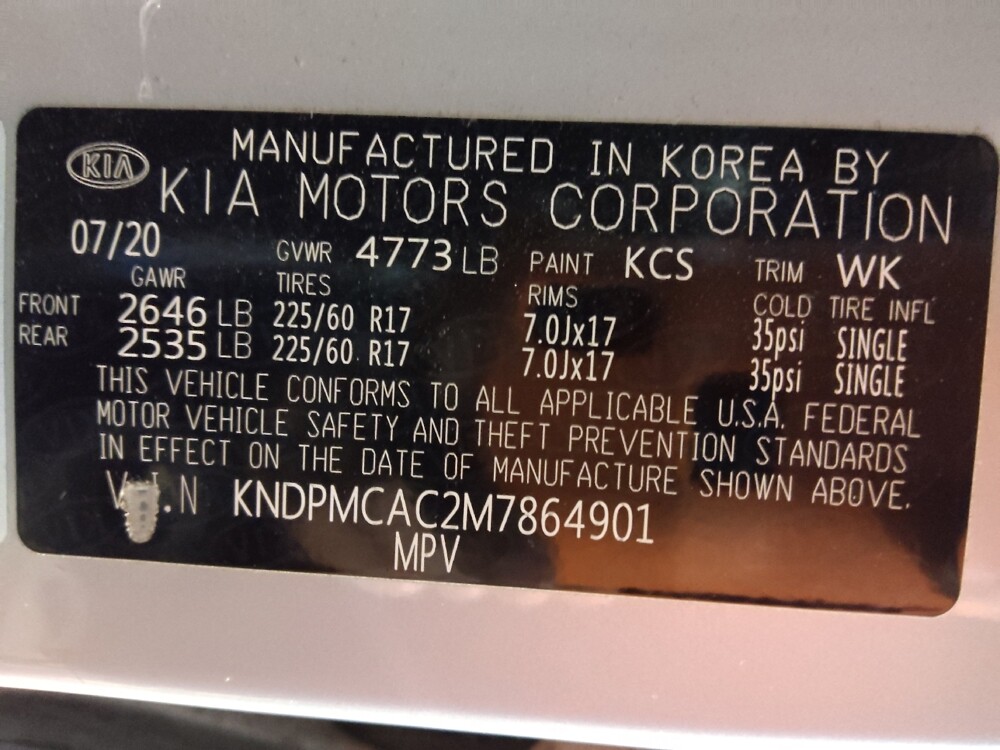 KIA MANUFACTURED IN KOREA BY
KIA MOTORS CORPORATION
07/20 GVWR 4773 LB PAINT KCS TRIM WK
GAWR TIRES RIMS COLD TIRE INFL
FRONT 2646 LB 225/60 R17 7.0Jx17 35psi SINGLE
REAR 2535 LB 225/60 R17 7.0Jx17 35psi SINGLE
THIS VEHICLE CONFORMS TO ALL APPLICABLE U.S.A. FEDERAL
MOTOR VEHICLE SAFETY AND THEFT PREVENTION STANDARDS
IN EFFECT ON THE DATE OF MANUFACTURE SHOWN ABOVE.
V.I.N KNDPMCAC2M7864901
MPV